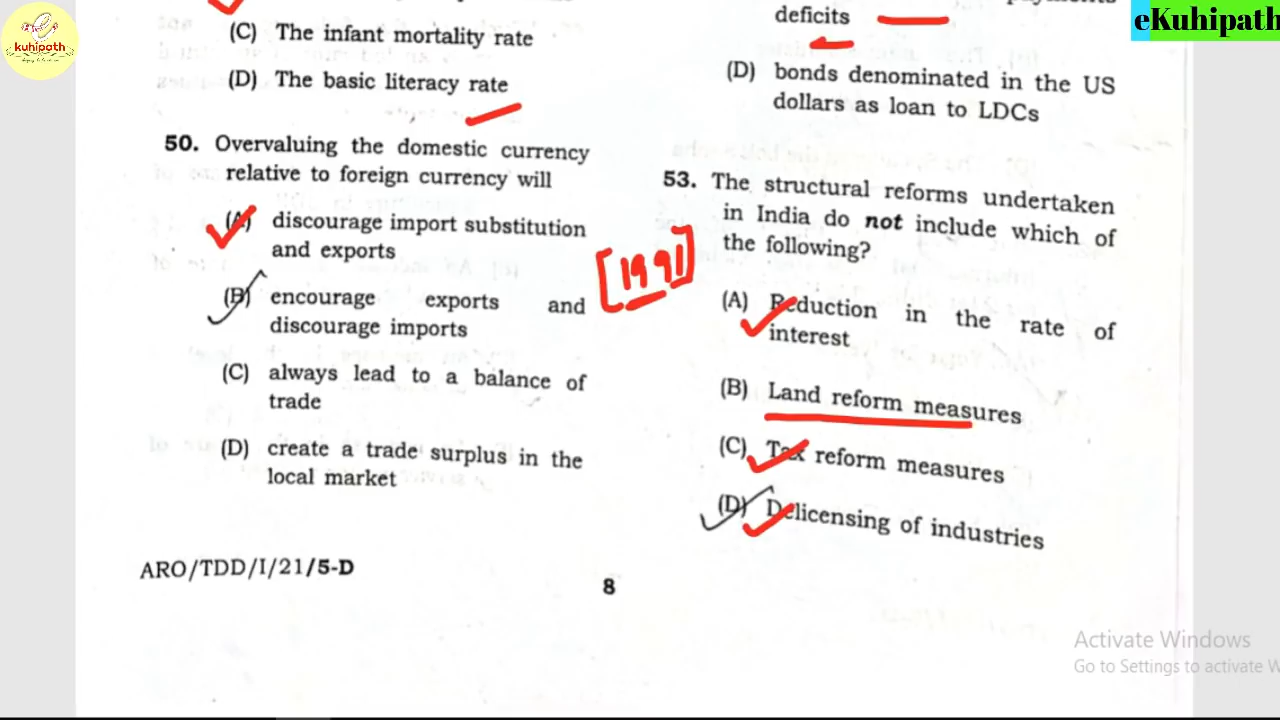 kuhipath
eKuhipath
(C) The infant mortality rate
(D) The basic literacy rate
50. Overvaluing the domestic currency
relative to foreign currency will
(A) discourage import substitution
and exports
(B) encourage exports and
discourage imports
(C) always lead to a balance of
trade
(D) create a trade surplus in the
local market
ARO/TDD/I/21/5-D
8
deficits
(D) bonds denominated in the US
dollars as loan to LDCs
53. The structural reforms undertaken
in India do not include which of
the following?
[1991]
(A) Reduction in the rate of
interest
(B) Land reform measures
(C) Tax reform measures
(D) Delicensing of industries
Activate Windows
Go to Settings to activate W